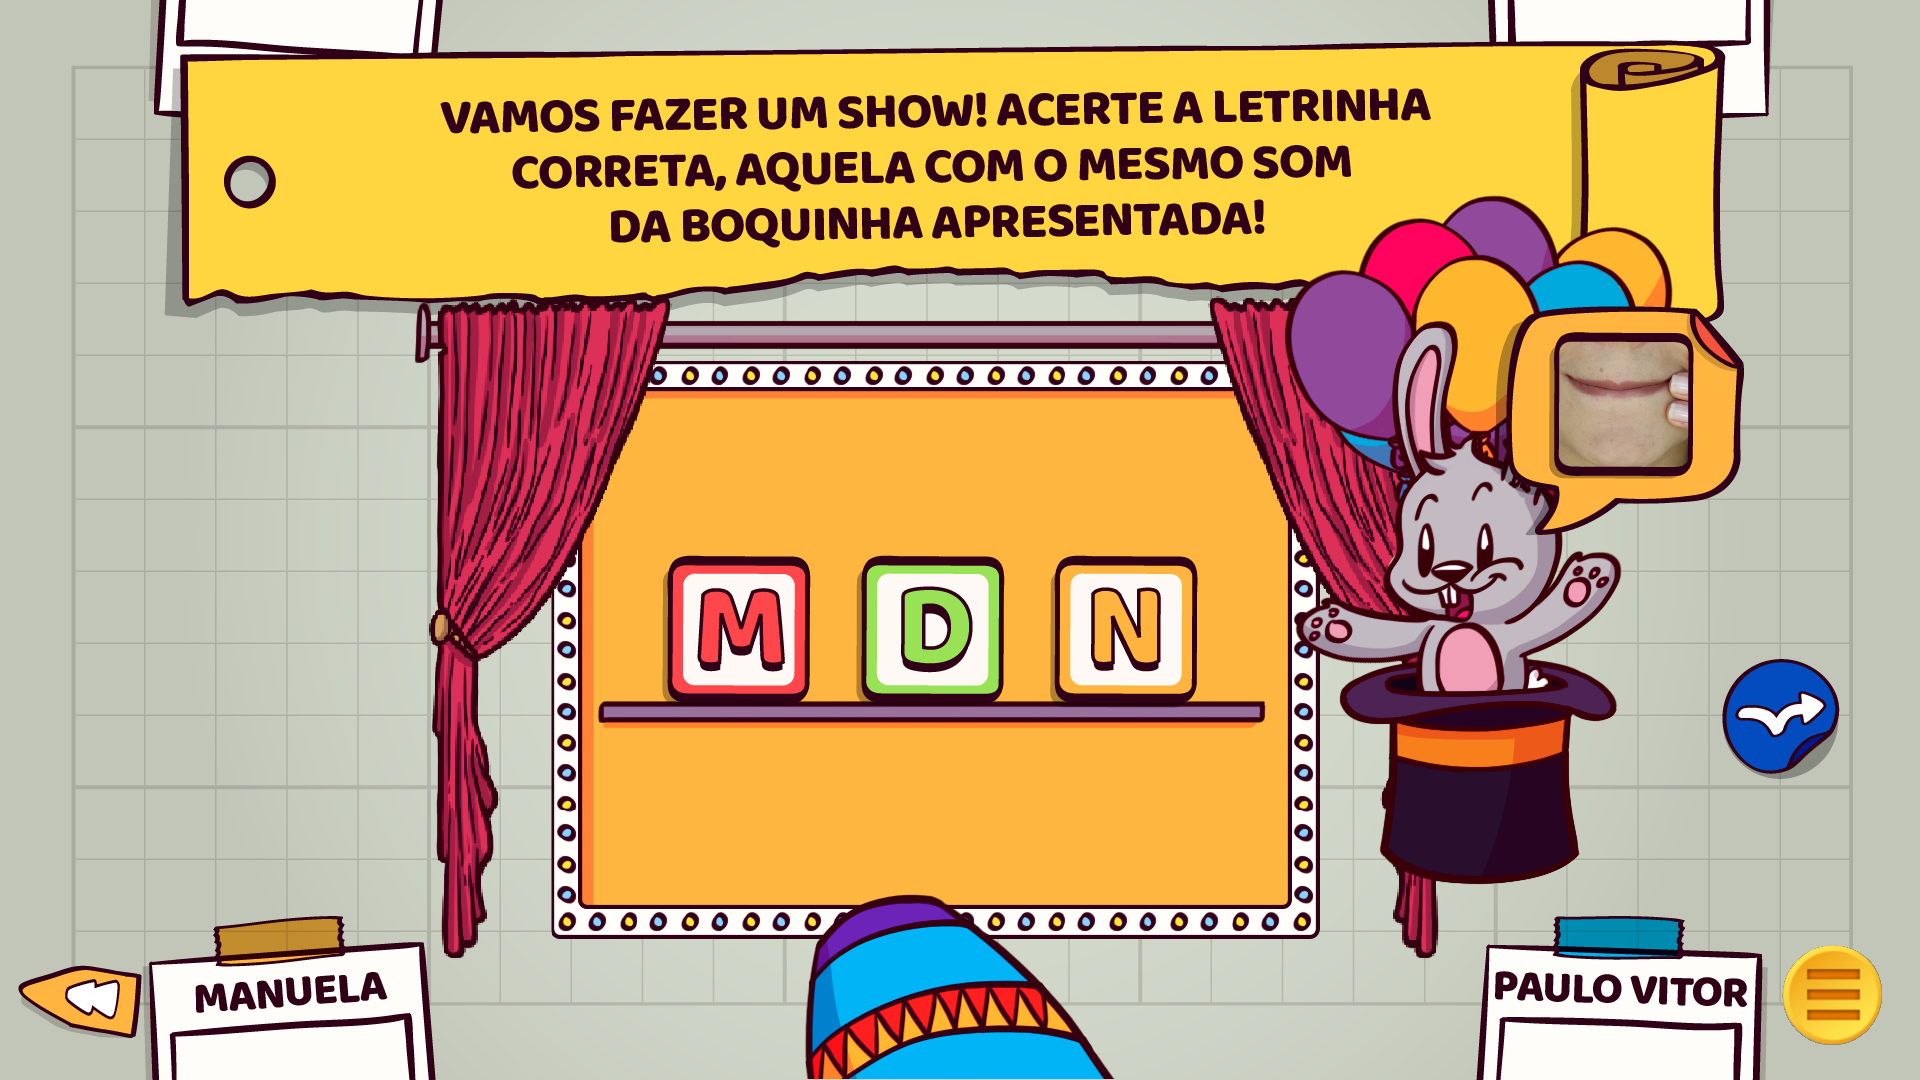 VAMOS FAZER UM SHOW! ACERTE A LETRINHA
CORRETA, AQUELA COM O MESMO SOM
DA BOQUINHA APRESENTADA!
M D N
MANUELA
PAULO VITOR